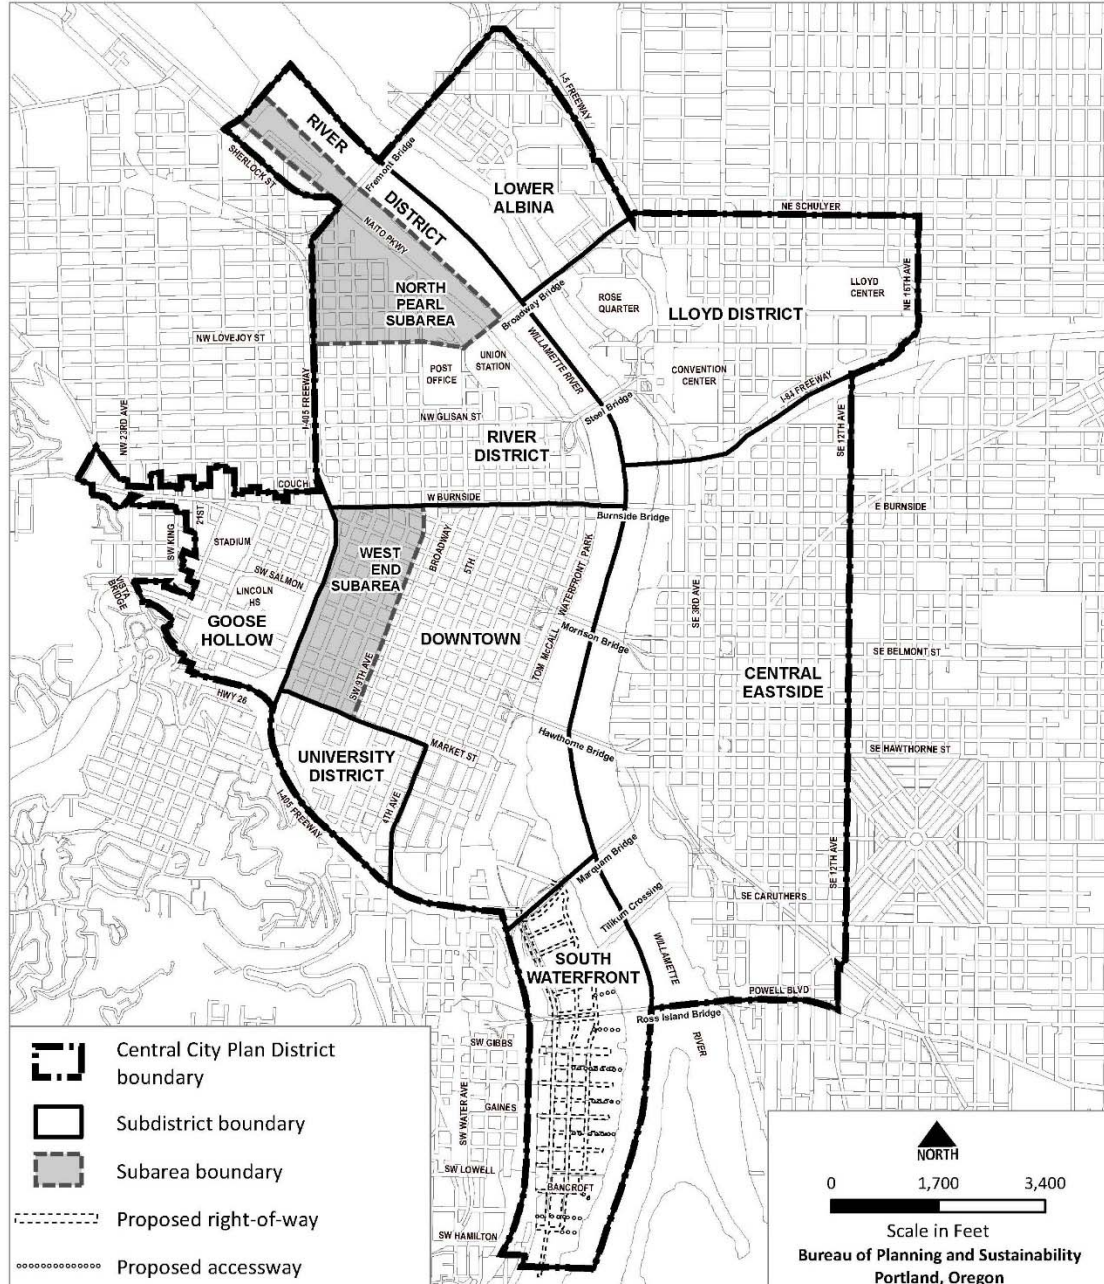 I-5 FREEWAY
RIVER
DISTRICT
SHERLOCK ST
Fremont Bridge
LOWER
ALBINA
NE SCHULYER
NAITO PKWY
NE 15TH AVE
NORTH
PEARL
SUBAREA
Broadway Bridge
ROSE
QUARTER
LLOYD
CENTER
LLOYD DISTRICT
NW LOVEJOY ST
WILLAMETTE RIVER
UNION
STATION
POST
OFFICE
CONVENTION
CENTER
I-84 FREEWAY
NW 23RD AVE
I-405 FREEWAY
NW GLISAN ST
Steel Bridge
SE 12TH AVE
RIVER
DISTRICT
COUCH
W BURNSIDE
E BURNSIDE
Burnside Bridge
21ST
SW KING
STADIUM
WEST
END
SUBAREA
BROADWAY
5TH
SW SALMON
VISTA
BRIDGE
LINCOLN
HS
TOM McCALL WATERFRONT PARK
SE 3RD AVE
GOOSE
HOLLOW
DOWNTOWN
Morrison Bridge
SE BELMONT ST
SW 9TH AVE
CENTRAL
EASTSIDE
HWY 26
MARKET ST
Hawthorne Bridge
SE HAWTHORNE ST
UNIVERSITY
DISTRICT
I-405 FREEWAY
4TH AVE
Marquam Bridge
SE 12TH AVE
SE CARUTHERS
Tilikum Crossing
SOUTH
WATERFRONT
WILLAMETTE
RIVER
POWELL BLVD
Ross Island Bridge
SW GIBBS
SW WATER AVE
GAINES
SW LOWELL
BANCROFT
SW HAMILTON
Central City Plan District
boundary
Subdistrict boundary
Subarea boundary
Proposed right-of-way
Proposed accessway
NORTH
0 1,700 3,400
Scale in Feet
Bureau of Planning and Sustainability
Portland, Oregon